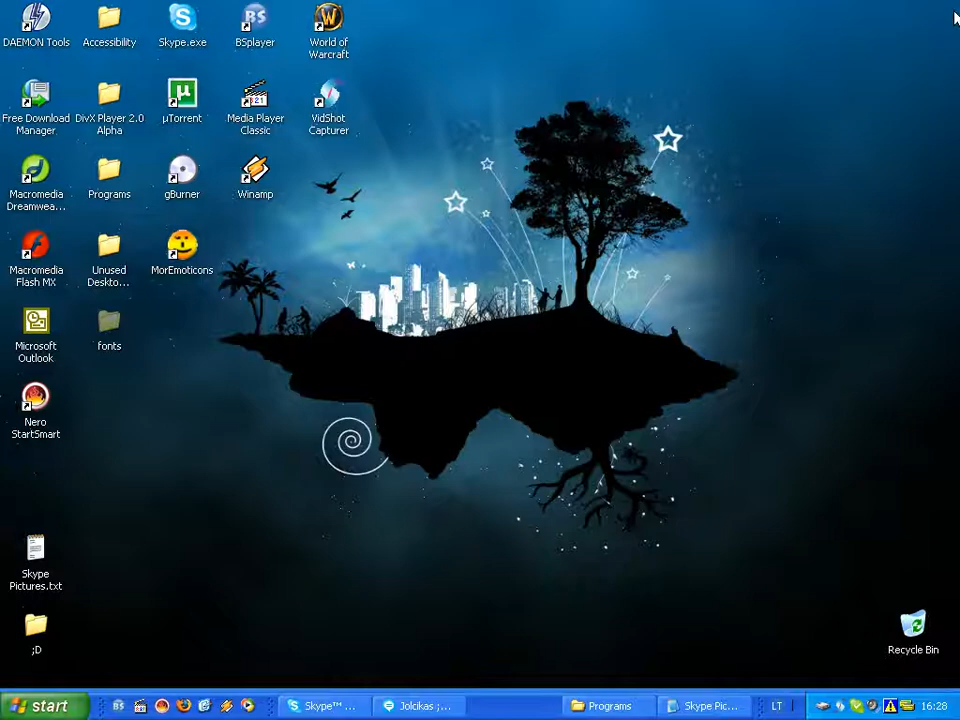 DAEMON Tools
Accessibility
Skype.exe
BSplayer
World of
Warcraft
Free Download
Manager
DivX Player 2.0
Alpha
µTorrent
Media Player
Classic
VidShot
Capturer
Macromedia
Dreamwea...
Programs
gBurner
Winamp
Macromedia
Flash MX
Unused
Deskto...
MorEmoticons
Microsoft
Outlook
fonts
Nero
StartSmart
Skype
Pictures.txt
;D
Recycle Bin
start
Skype™ ...
Jolcikas ;...
Programs
Skype Pic...
LT
16:28